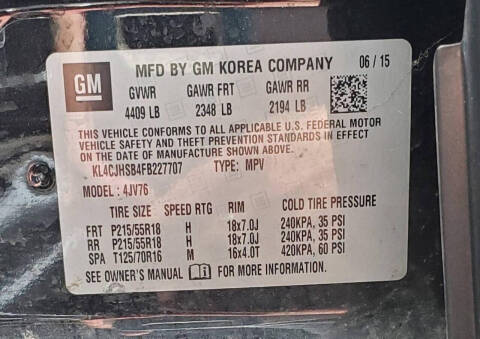 GM
MFD BY GM KOREA COMPANY 06/15
GVWR GAWR FRT GAWR RR
4409 LB 2348 LB 2194 LB
THIS VEHICLE CONFORMS TO ALL APPLICABLE U.S. FEDERAL MOTOR
VEHICLE SAFETY AND THEFT PREVENTION STANDARDS IN EFFECT
ON THE DATE OF MANUFACTURE SHOWN ABOVE.
KL4CJHSB4FB227707 TYPE: MPV
MODEL: 4JV76
TIRE SIZE SPEED RTG RIM COLD TIRE PRESSURE
FRT P215/55R18 H 18x7.0J 240KPA, 35 PSI
RR P215/55R18 H 18x7.0J 240KPA, 35 PSI
SPA T125/70R16 M 16x4.0T 420KPA, 60 PSI
SEE OWNER'S MANUAL FOR MORE INFORMATION.